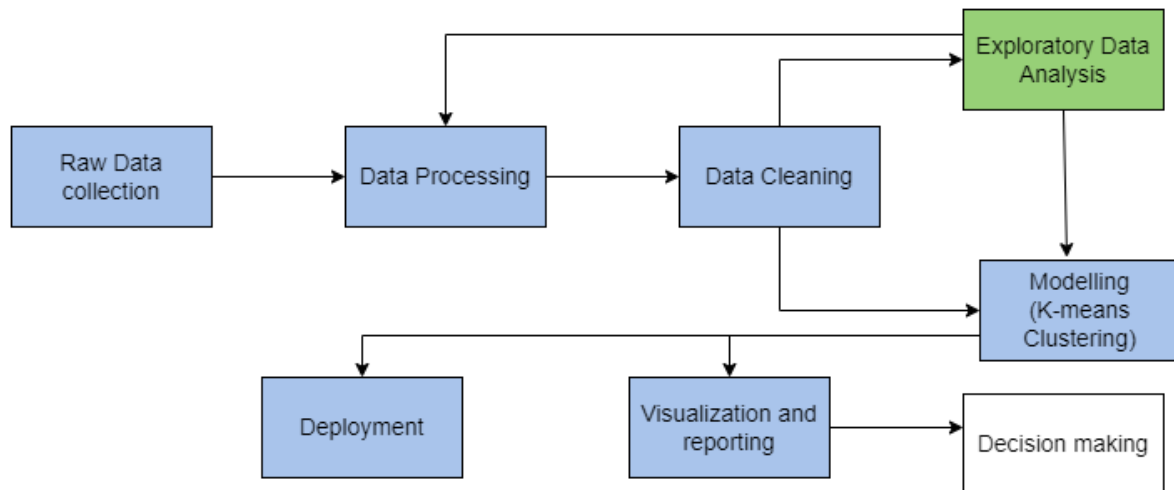 Exploratory Data
Analysis
Raw Data
collection
Data Processing
Data Cleaning
Modelling
(K-means
Clustering)
Deployment
Visualization and
reporting
Decision making